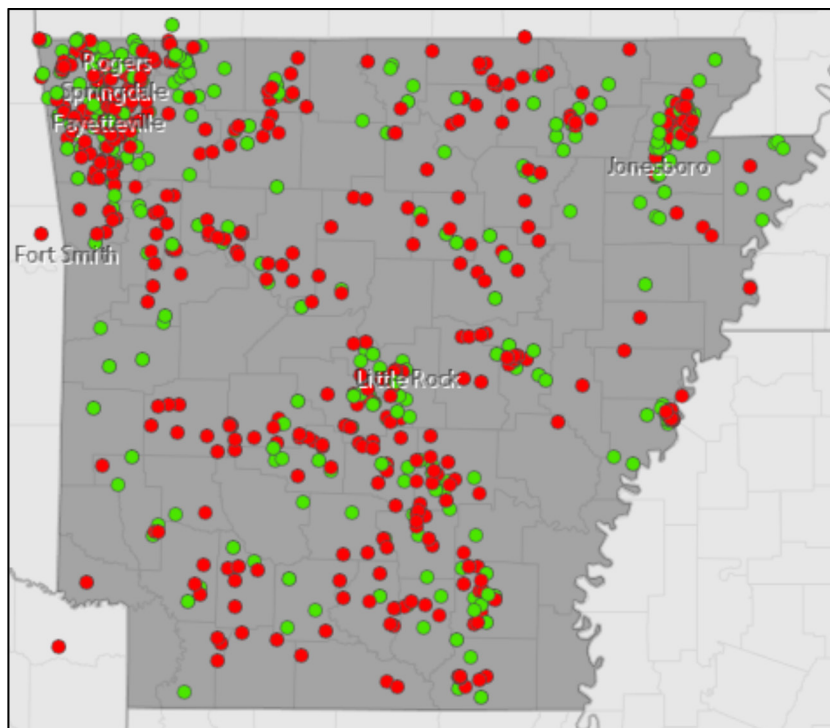 Rogers
Springdale
Fayetteville
Jonesboro
Fort Smith
Little Rock